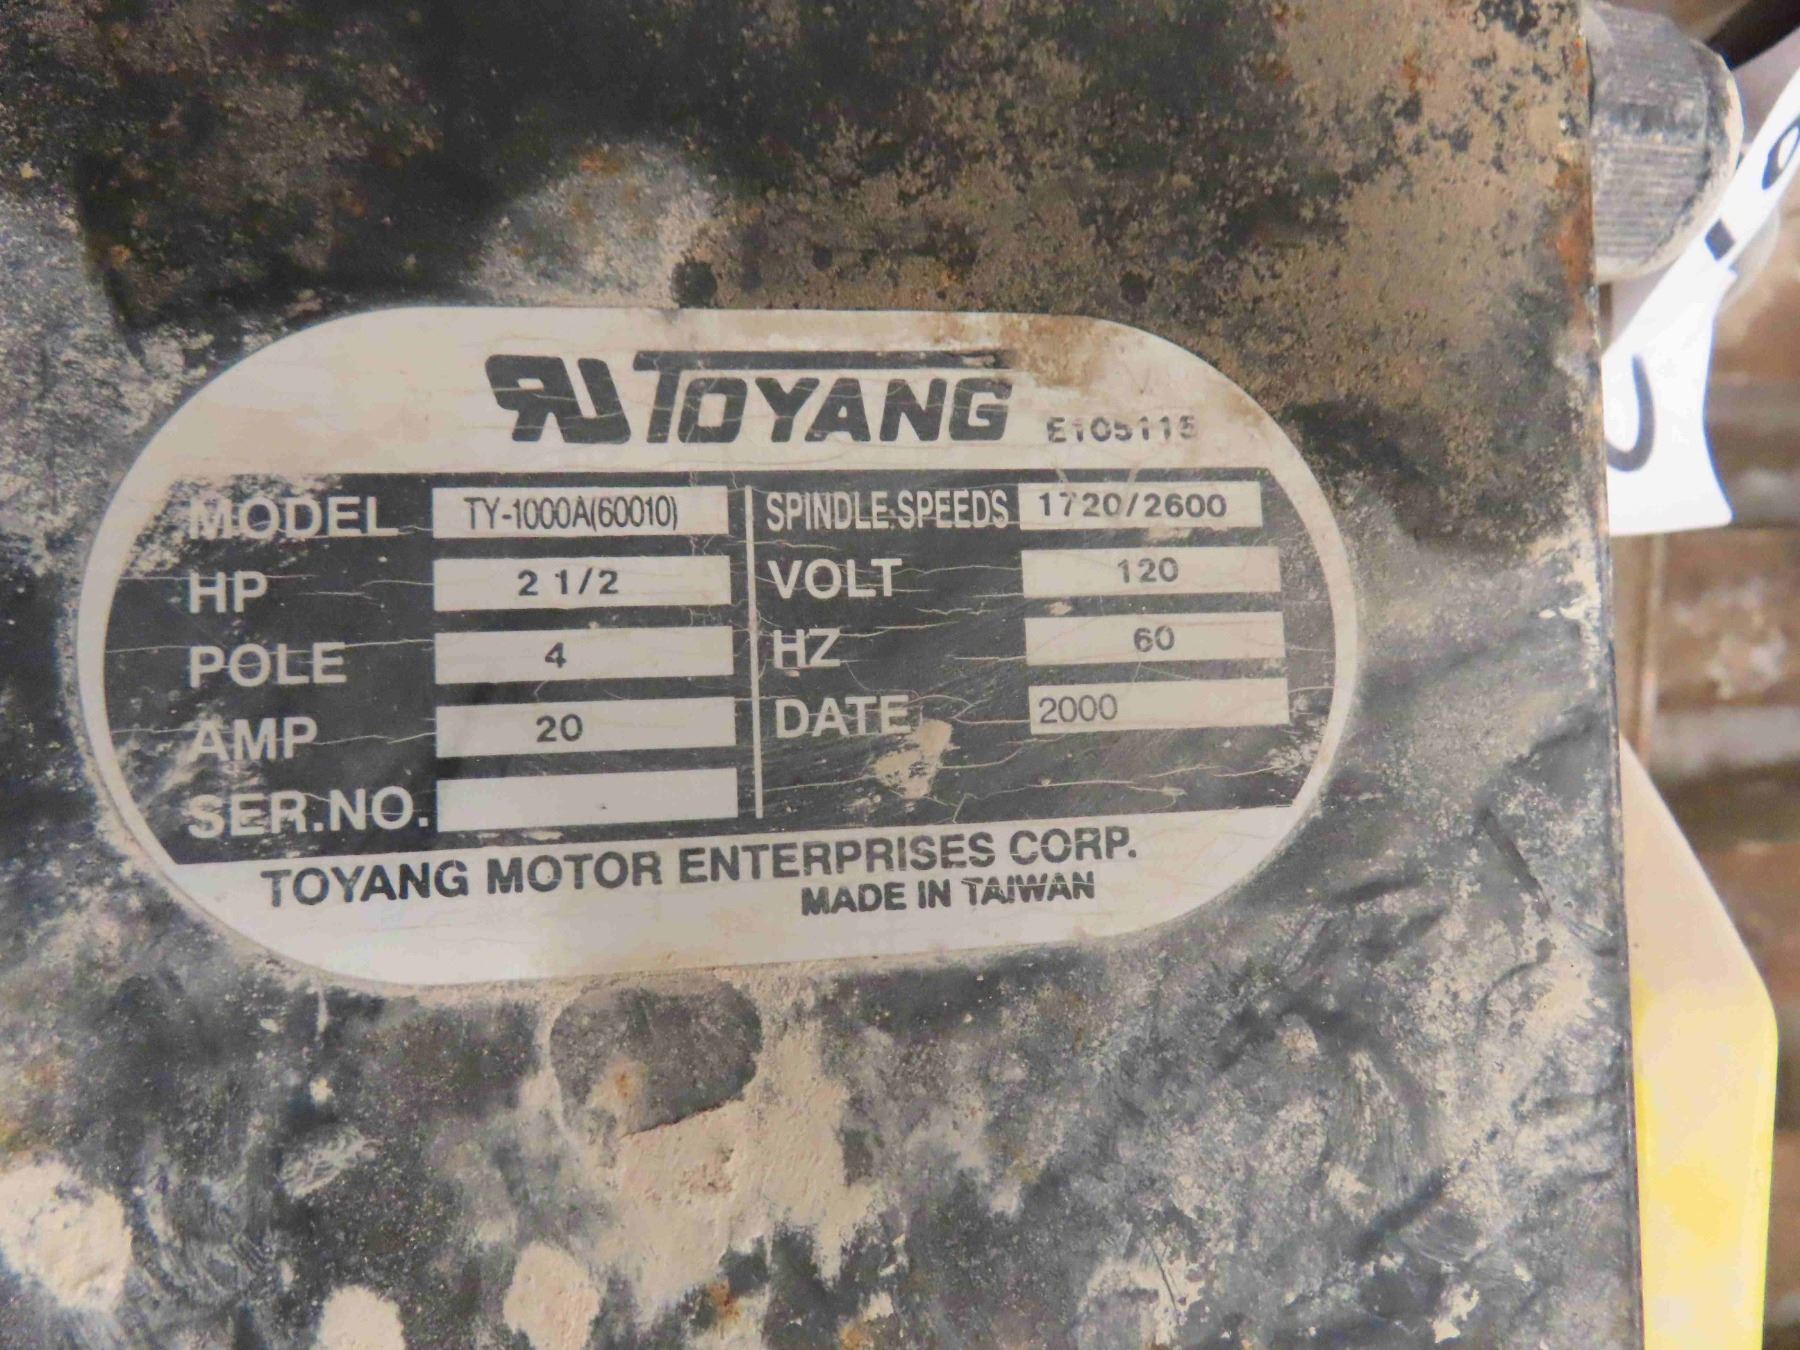 RU TOYANG E105115
MODEL TY-1000A(60010)
HP 2 1/2
POLE 4
AMP 20
SER.NO.
SPINDLE.SPEEDS 1720/2600
VOLT 120
HZ 60
DATE 2000
TOYANG MOTOR ENTERPRISES CORP.
MADE IN TAIWAN